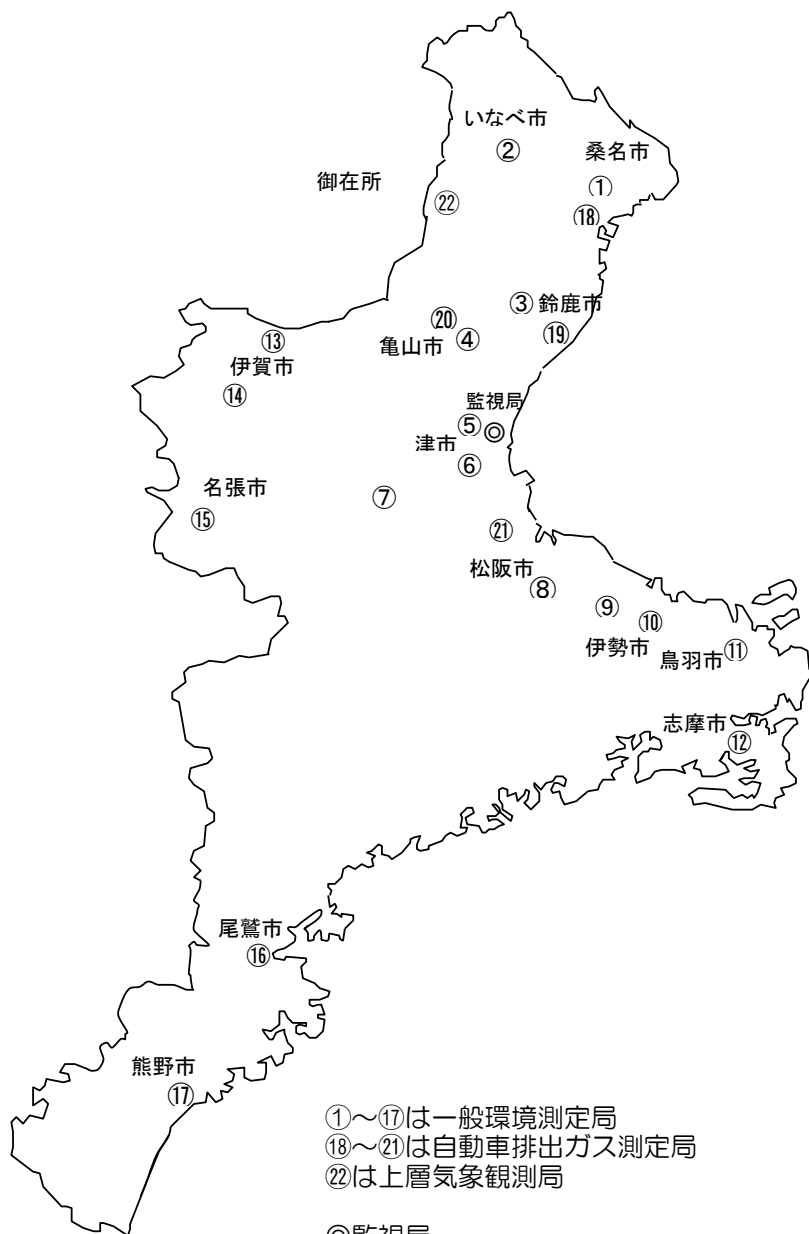 いなべ市
②
桑名市
御在所
①
㉒
⑱
③鈴鹿市
⑳
⑲
亀山市④
⑬
伊賀市
⑭
監視局
⑤◎
津市
⑥
名張市
⑦
⑮
㉑
松阪市
⑧
⑨
⑩
伊勢市
鳥羽市⑪
志摩市
⑫
尾鷲市
⑯
熊野市
⑰
①～⑰は一般環境測定局
⑱～㉑は自動車排出ガス測定局
㉒は上層気象観測局
◎監視局